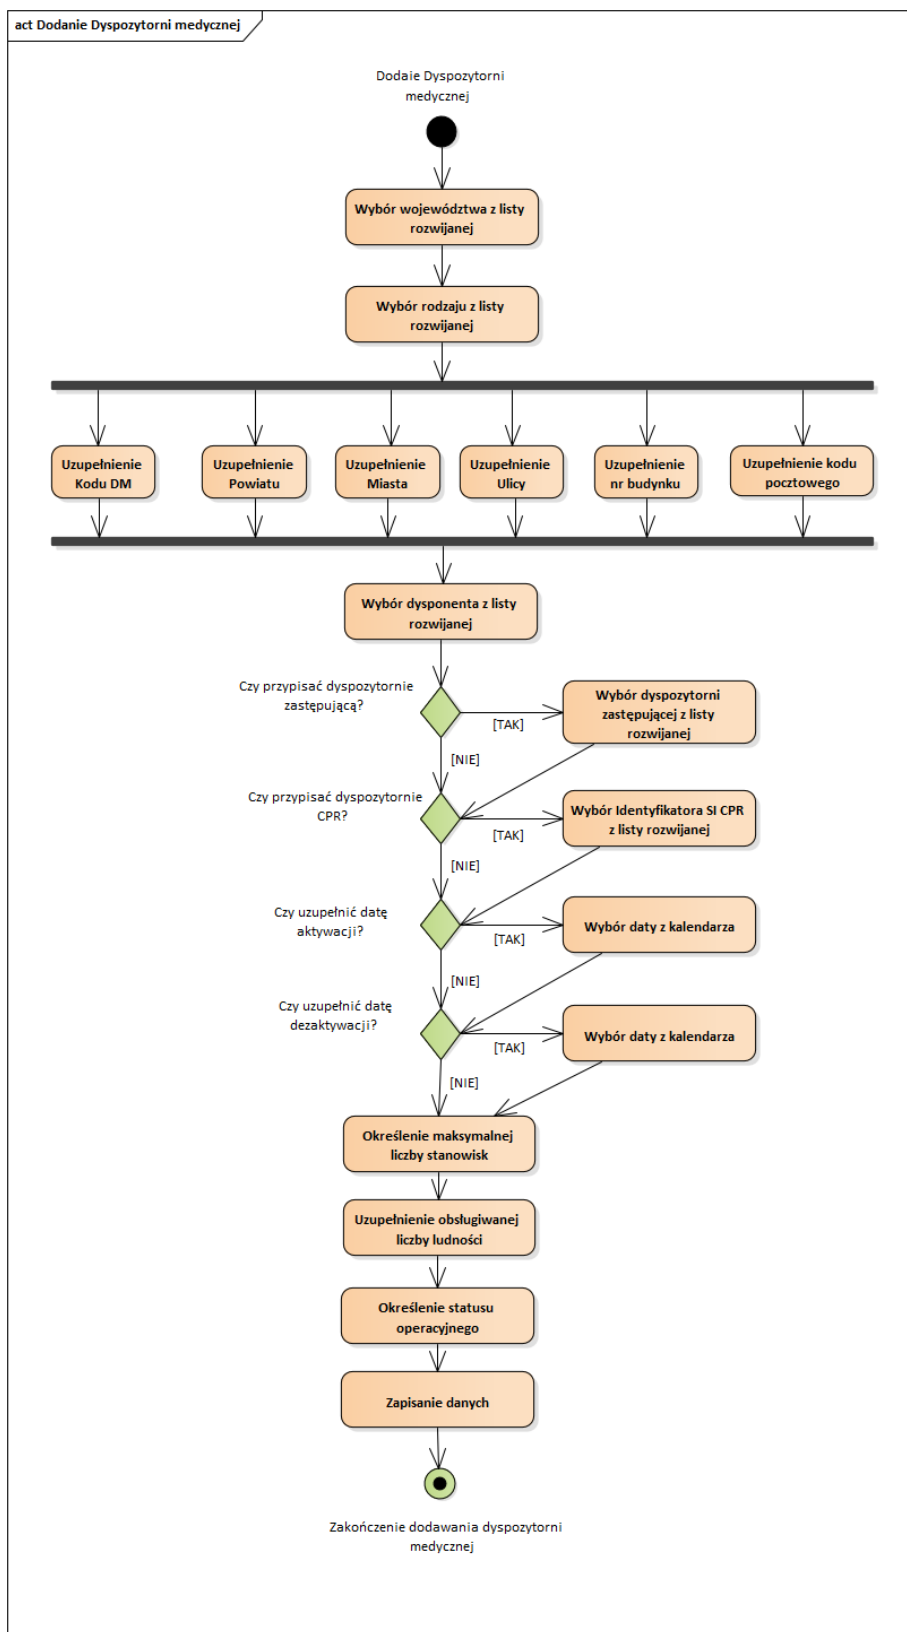 act Dodanie Dyspozytorni medycznej
Dodaie Dyspozytorni
medycznej
Wybór województwa z listy
rozwijanej
Wybór rodzaju z listy
rozwijanej
Uzupełnienie
Kodu DM
Uzupełnienie
Powiatu
Uzupełnienie
Miasta
Uzupełnienie
Ulicy
Uzupełnienie
nr budynku
Uzupełnienie kodu
pocztowego
Wybór dysponenta z listy
rozwijanej
Czy przypisać dyspozytornie
zastępującą?
[TAK]
Wybór dyspozytorni
zastępującej z listy
rozwijanej
[NIE]
Czy przypisać dyspozytornie
CPR?
[TAK]
Wybór Identyfikatora SI CPR
z listy rozwijanej
[NIE]
Czy uzupełnić datę
aktywacji?
[TAK]
Wybór daty z kalendarza
[NIE]
Czy uzupełnić datę
dezaktywacji?
[TAK]
Wybór daty z kalendarza
[NIE]
Określenie maksymalnej
liczby stanowisk
Uzupełnienie obsługiwanej
liczby ludności
Określenie statusu
operacyjnego
Zapisanie danych
Zakończenie dodawania dyspozytorni
medycznej